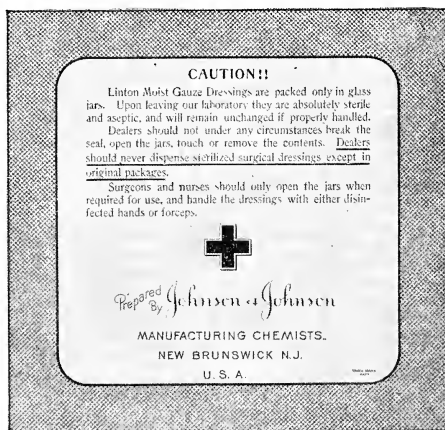 CAUTION!!
Linton Moist Gauze Dressings are packed only in glass
jars. Upon leaving our laboratory they are absolutely sterile
and aseptic, and will remain unchanged if properly handled.
Dealers should not under any circumstances break the
seal, open the jars, touch or remove the contents. Dealers
should never dispense sterilized surgical dressings except in
original packages.
Surgeons and nurses should only open the jars when
required for use, and handle the dressings with either disin-
fected hands or forceps.
Prepared
By Johnson & Johnson
MANUFACTURING CHEMISTS.
NEW BRUNSWICK N.J.
U. S. A.